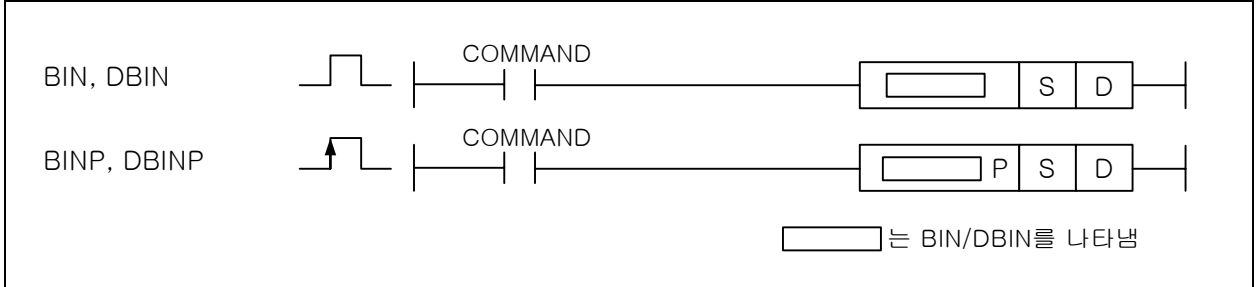 COMMAND
BIN, DBIN S D
COMMAND
BINP, DBINP P S D
는 BIN/DBIN를 나타냄